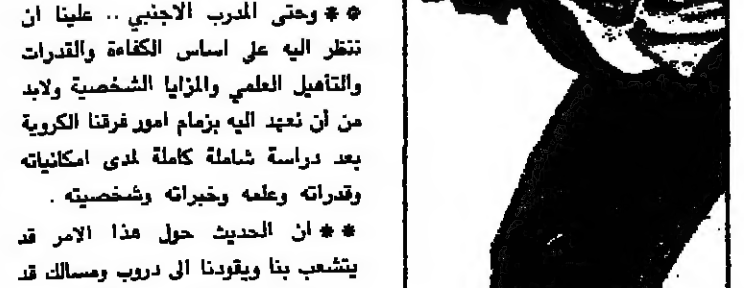 ** وحتى المدرب الاجنبي .. علينا ان
ننظر اليه على اساس الكفاءة والقدرات
والتأهيل العلمي والمزايا الشخصية ولابد
من أن نعهد اليه بزمام امور فرقنا الكروية
بعد دراسة شاملة كاملة لمدى امكانياته
وقدراته وعلمه وخبراته وشخصيته .
** ان الحديث حول هذا الامر قد
يتشعب بنا ويقودنا الى دروب ومسالك قد